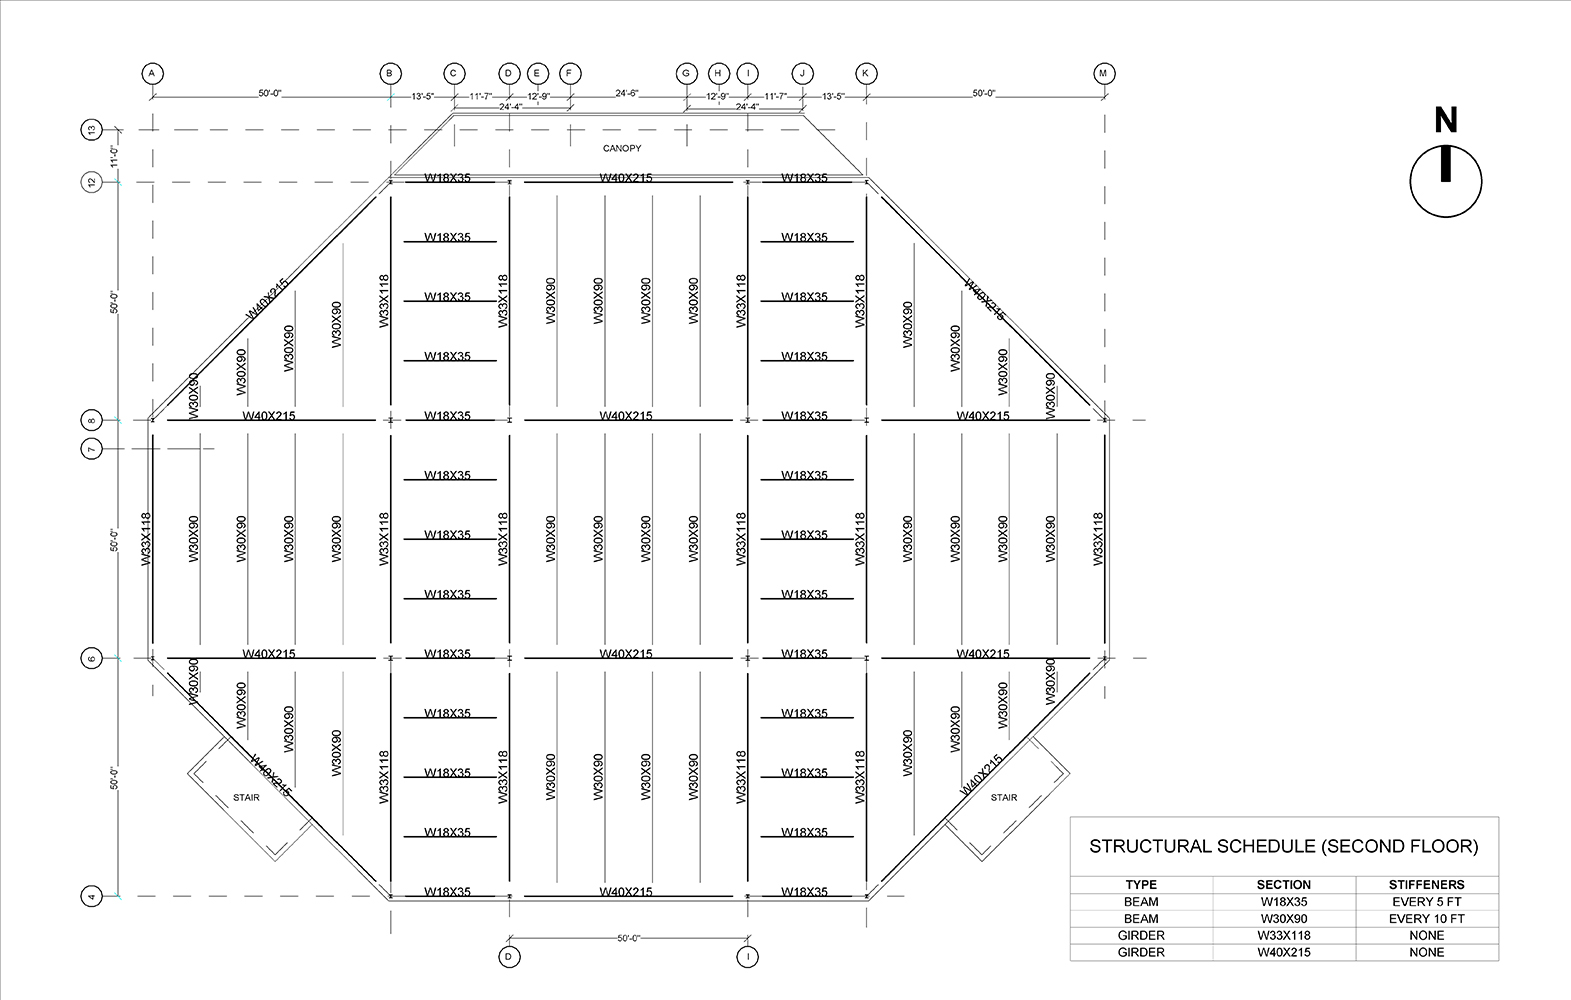 A B C D E F G H I J K M
50'-0" 13'-5" 11'-7" 12'-9" 24'-6" 12'-9" 11'-7" 13'-5" 50'-0"
24'-4" 24'-4"
N
13
11'-0"
CANOPY
12
W18X35 W40X215 W18X35
W18X35 W18X35
W40X215 W33X118 W18X35 W33X118 W30X90 W30X90 W30X90 W30X90 W33X118 W18X35 W33X118 W40X215
50'-0"
W30X90 W30X90 W30X90 W30X90 W30X90 W30X90 W30X90 W30X90
W18X35 W18X35
8
W40X215 W18X35 W40X215 W18X35 W40X215
7
W18X35 W18X35
50'-0"
W33X118 W30X90 W30X90 W30X90 W30X90 W33X118 W18X35 W33X118 W30X90 W30X90 W30X90 W30X90 W33X118 W18X35 W33X118 W30X90 W30X90 W30X90 W30X90 W33X118
W18X35 W18X35
6
W40X215 W18X35 W40X215 W18X35 W40X215
W30X90 W30X90 W30X90 W30X90 W30X90 W30X90 W30X90 W30X90
W18X35 W18X35
50'-0"
W40X215 W33X118 W18X35 W33X118 W30X90 W30X90 W30X90 W30X90 W33X118 W18X35 W33X118 W40X215
STAIR STAIR
W18X35 W18X35
4
W18X35 W40X215 W18X35
50'-0"
D I
STRUCTURAL SCHEDULE (SECOND FLOOR)
TYPE SECTION STIFFENERS
BEAM W18X35 EVERY 5 FT
BEAM W30X90 EVERY 10 FT
GIRDER W33X118 NONE
GIRDER W40X215 NONE